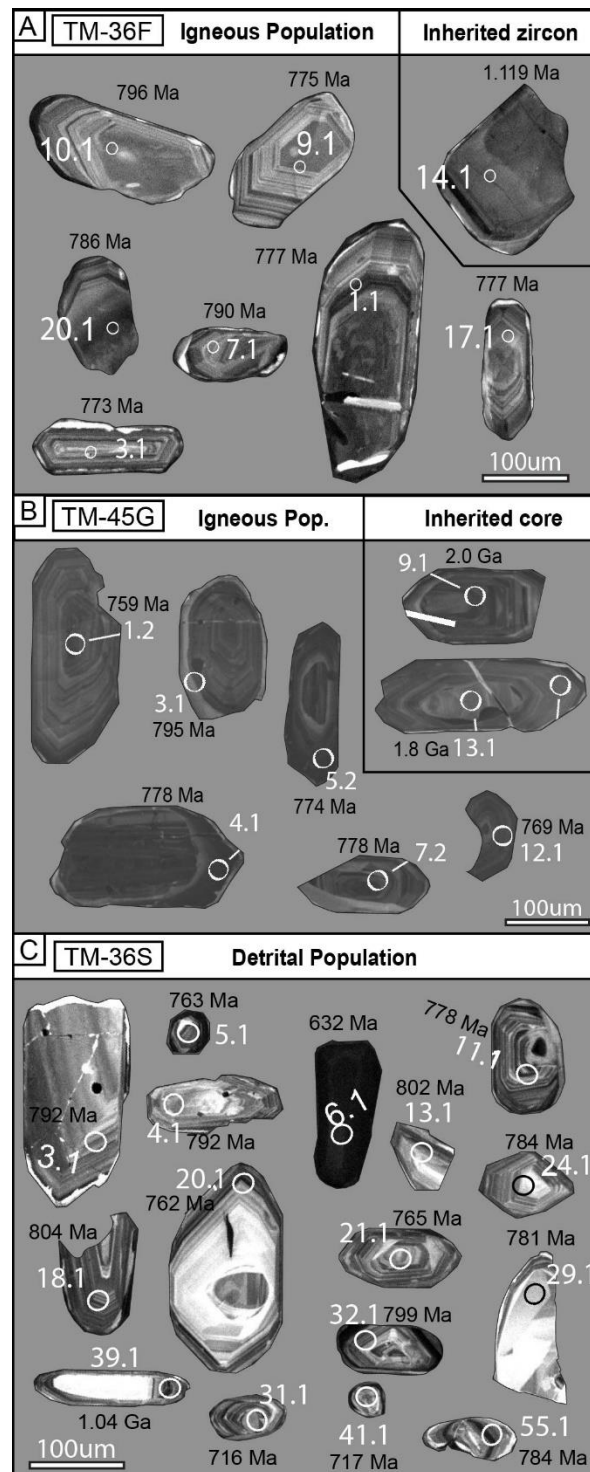 A TM-36F Igneous Population Inherited zircon
796 Ma
775 Ma
1.119 Ma
10.1
9.1
14.1
786 Ma
777 Ma
790 Ma
777 Ma
20.1
7.1
1.1
17.1
773 Ma
3.1
100um
B TM-45G Igneous Pop. Inherited core
2.0 Ga
9.1
759 Ma
1.2
3.1
795 Ma
5.2
774 Ma
13.1
1.8 Ga
778 Ma
4.1
778 Ma
7.2
769 Ma
12.1
100um
C TM-36S Detrital Population
763 Ma
5.1
632 Ma
778 Ma
11.1
792 Ma
3.1
4.1
792 Ma
6.1
802 Ma
13.1
784 Ma
24.1
20.1
762 Ma
804 Ma
18.1
765 Ma
21.1
781 Ma
29.1
799 Ma
32.1
39.1
1.04 Ga
31.1
716 Ma
41.1
717 Ma
55.1
784 Ma
100um